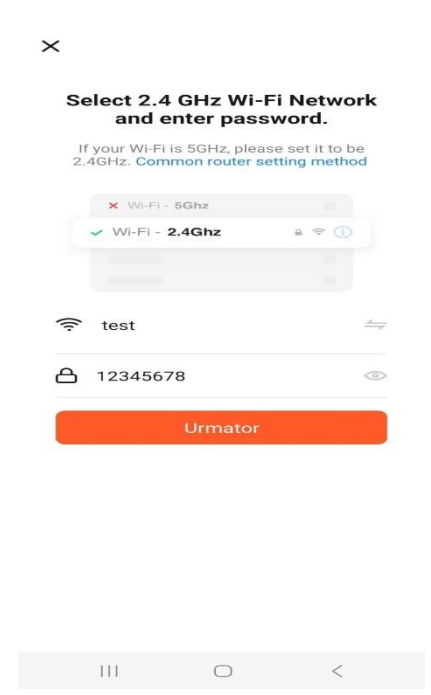 Select 2.4 GHz Wi-Fi Network
and enter password.
If your Wi-Fi is 5GHz, please set it to be
2.4GHz. Common router setting method
Wi-Fi - 5Ghz
Wi-Fi - 2.4Ghz
test
12345678
Urmator